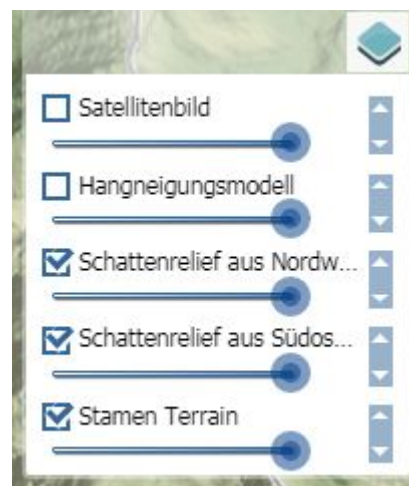 Satellitenbild
Hangneigungsmodell
Schattenrelief aus Nordw...
Schattenrelief aus Südos...
Stamen Terrain